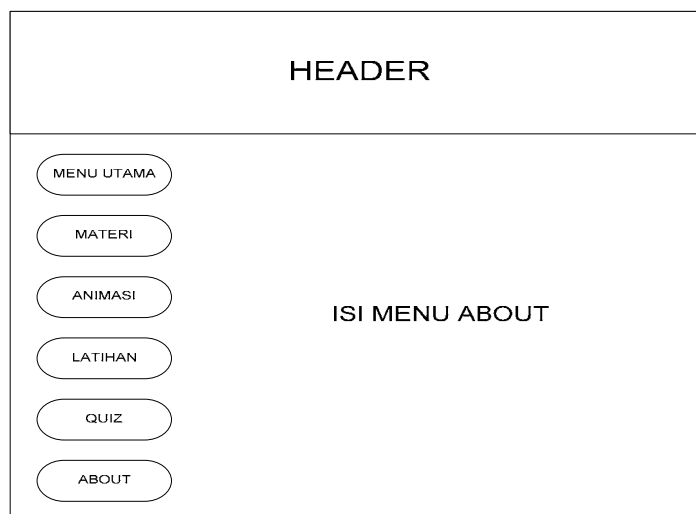 HEADER
MENU UTAMA
MATERI
ANIMASI
LATIHAN
QUIZ
ABOUT
ISI MENU ABOUT